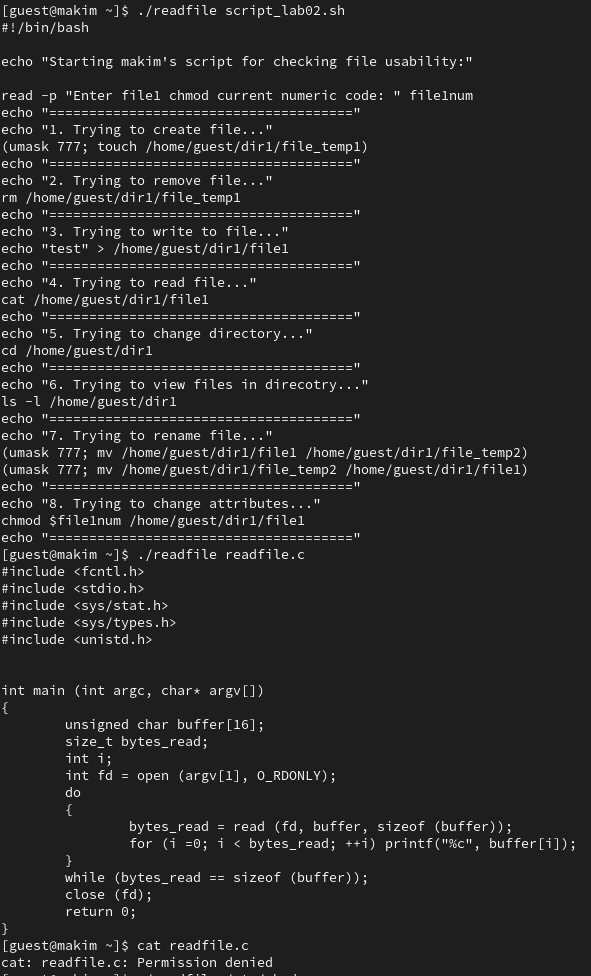 [guest@makim ~]$ ./readfile script_lab02.sh
#!/bin/bash

echo "Starting makim's script for checking file usability:"

read -p "Enter file1 chmod current numeric code: " file1num
echo "======================================"
echo "1. Trying to create file..."
(umask 777; touch /home/guest/dir1/file_temp1)
echo "======================================"
echo "2. Trying to remove file..."
rm /home/guest/dir1/file_temp1
echo "======================================"
echo "3. Trying to write to file..."
echo "test" > /home/guest/dir1/file1
echo "======================================"
echo "4. Trying to read file..."
cat /home/guest/dir1/file1
echo "======================================"
echo "5. Trying to change directory..."
cd /home/guest/dir1
echo "======================================"
echo "6. Trying to view files in direcotry..."
ls -l /home/guest/dir1
echo "======================================"
echo "7. Trying to rename file..."
(umask 777; mv /home/guest/dir1/file1 /home/guest/dir1/file_temp2)
(umask 777; mv /home/guest/dir1/file_temp2 /home/guest/dir1/file1)
echo "======================================"
echo "8. Trying to change attributes..."
chmod $file1num /home/guest/dir1/file1
echo "======================================"
[guest@makim ~]$ ./readfile readfile.c
#include <fcntl.h>
#include <stdio.h>
#include <sys/stat.h>
#include <sys/types.h>
#include <unistd.h>


int main (int argc, char* argv[])
{
        unsigned char buffer[16];
        size_t bytes_read;
        int i;
        int fd = open (argv[1], O_RDONLY);
        do
        {
                bytes_read = read (fd, buffer, sizeof (buffer));
                for (i =0; i < bytes_read; ++i) printf("%c", buffer[i]);
        }
        while (bytes_read == sizeof (buffer));
        close (fd);
        return 0;
}
[guest@makim ~]$ cat readfile.c
cat: readfile.c: Permission denied